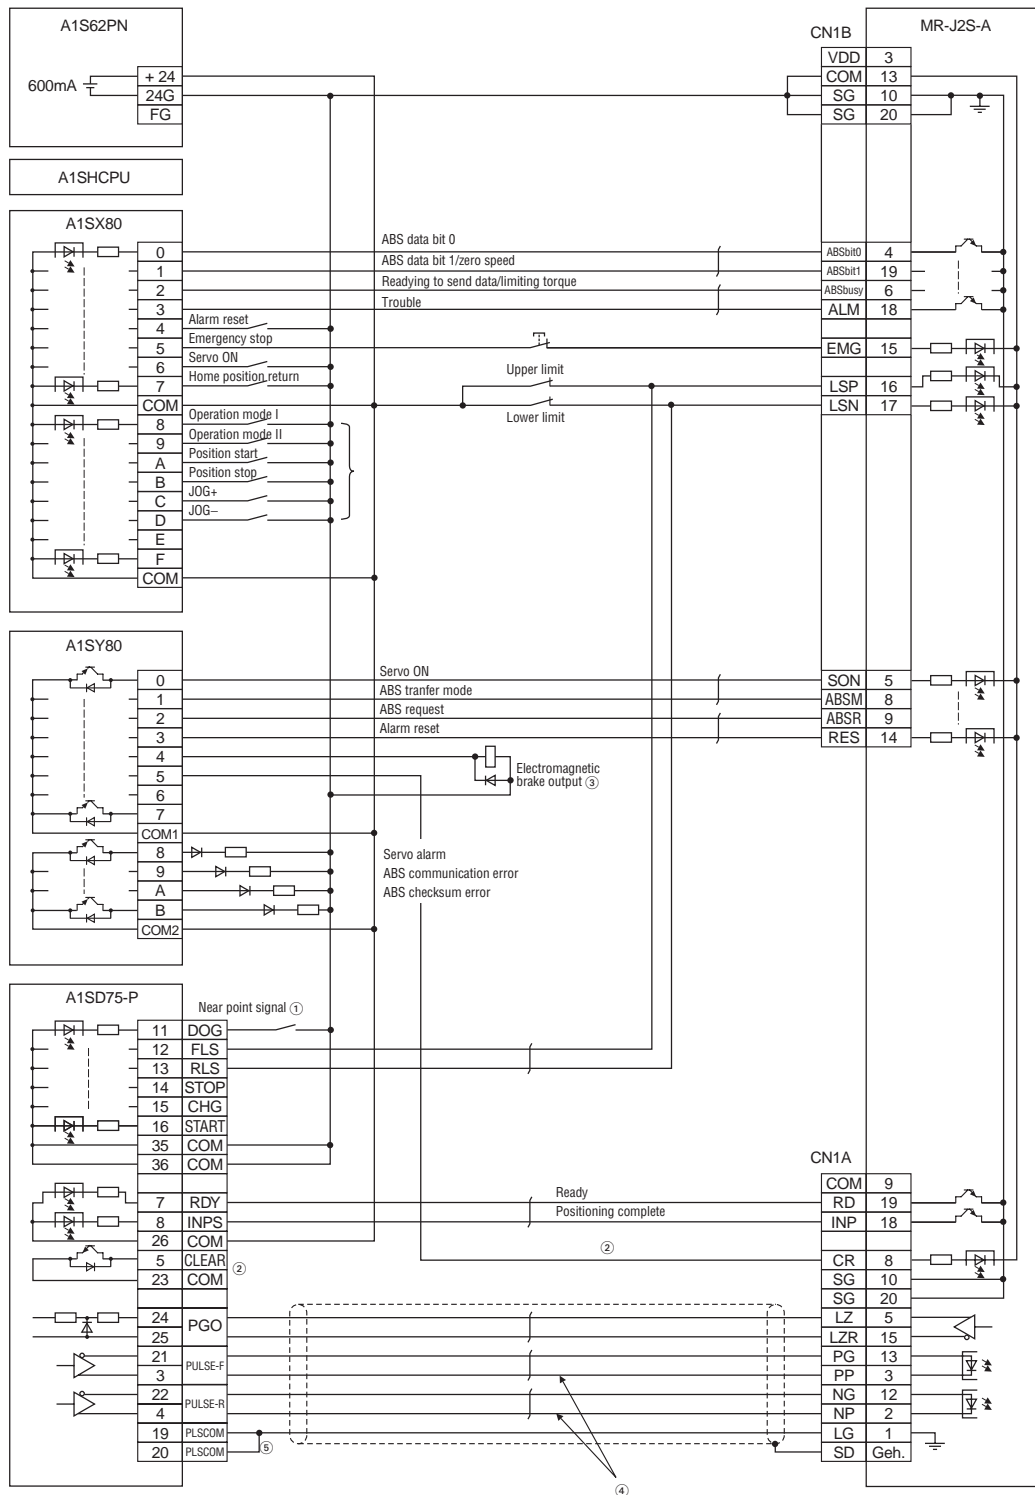 A1S62PN
600mA
+ 24
24G
FG
A1SHCPU
A1SX80
0
1
2
3
4
5
6
7
COM
8
9
A
B
C
D
E
F
COM
ABS data bit 0
ABS data bit 1/zero speed
Readying to send data/limiting torque
Trouble
Alarm reset
Emergency stop
Servo ON
Home position return
Operation mode I
Operation mode II
Position start
Position stop
JOG+
JOG–
Upper limit
Lower limit
A1SY80
0
1
2
3
4
5
6
7
COM1
8
9
A
B
COM2
Servo ON
ABS tranfer mode
ABS request
Alarm reset
Electromagnetic
brake output ③
Servo alarm
ABS communication error
ABS checksum error
A1SD75-P
Near point signal ①
11 DOG
12 FLS
13 RLS
14 STOP
15 CHG
16 START
35 COM
36 COM
7 RDY
8 INPS
26 COM
5 CLEAR
②
23 COM
24
PGO
25
21
PULSE-F
3
22
PULSE-R
4
19 PLSCOM
20 PLSCOM
⑤
Ready
Positioning complete
②
④
MR-J2S-A
CN1B
VDD 3
COM 13
SG 10
SG 20
ABSbit0 4
ABSbit1 19
ABSbusy 6
ALM 18
EMG 15
LSP 16
LSN 17
SON 5
ABSM 8
ABSR 9
RES 14
CN1A
COM 9
RD 19
INP 18
CR 8
SG 10
SG 20
LZ 5
LZR 15
PG 13
PP 3
NG 12
NP 2
LG 1
SD Geh.